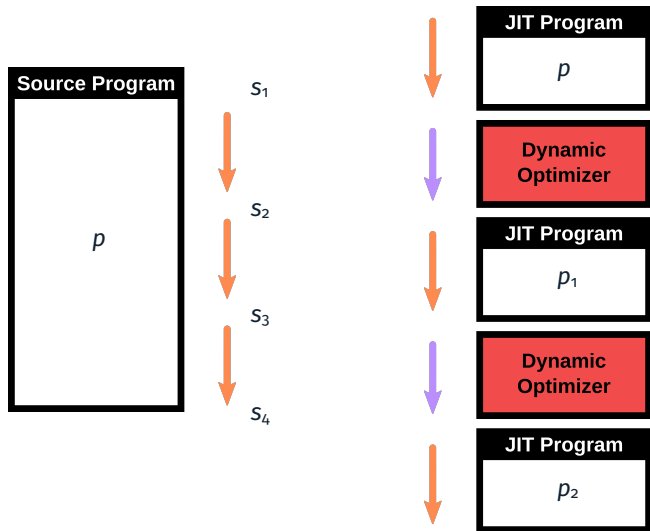 Source Program
p
s₁
s₂
s₃
s₄
JIT Program
p
Dynamic
Optimizer
JIT Program
p₁
Dynamic
Optimizer
JIT Program
p₂